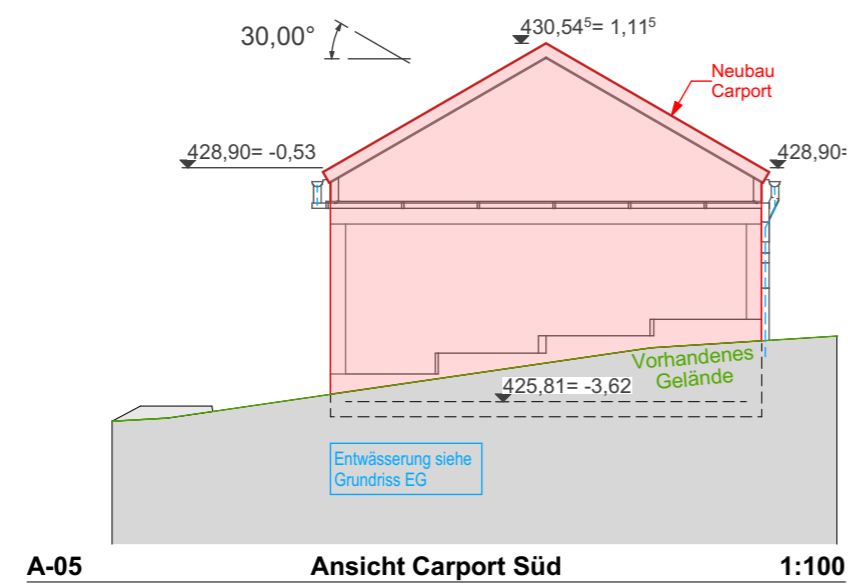 30,00°
430,54⁵= 1,11⁵
Neubau
Carport
428,90= -0,53
428,90=
Vorhandenes
Gelände
425,81= -3,62
Entwässerung siehe
Grundriss EG
A-05 Ansicht Carport Süd 1:100